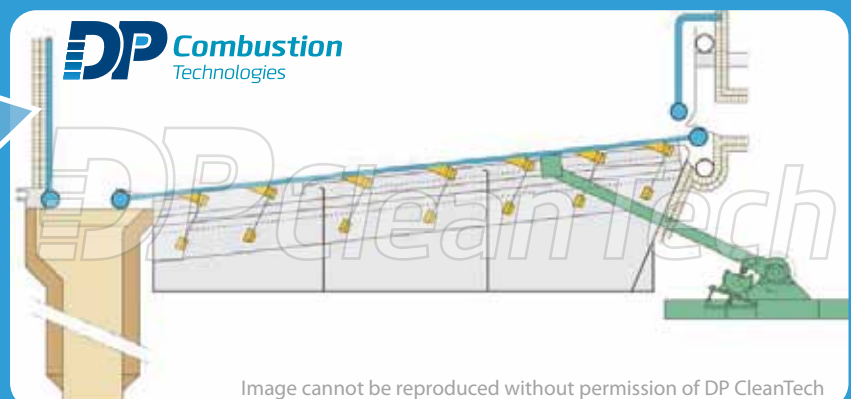 DP Combustion
Technologies
DP CleanTech
Image cannot be reproduced without permission of DP CleanTech